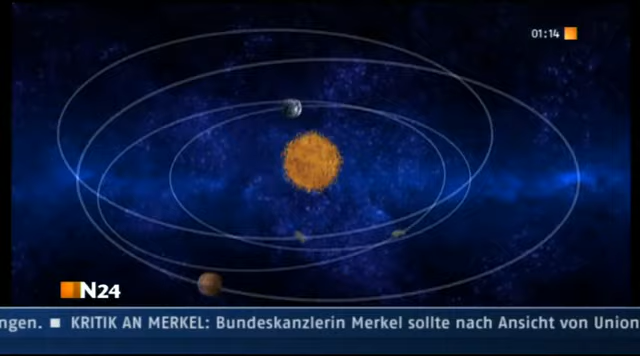 01:14
N24
ngen. ■ KRITIK AN MERKEL: Bundeskanzlerin Merkel sollte nach Ansicht von Union